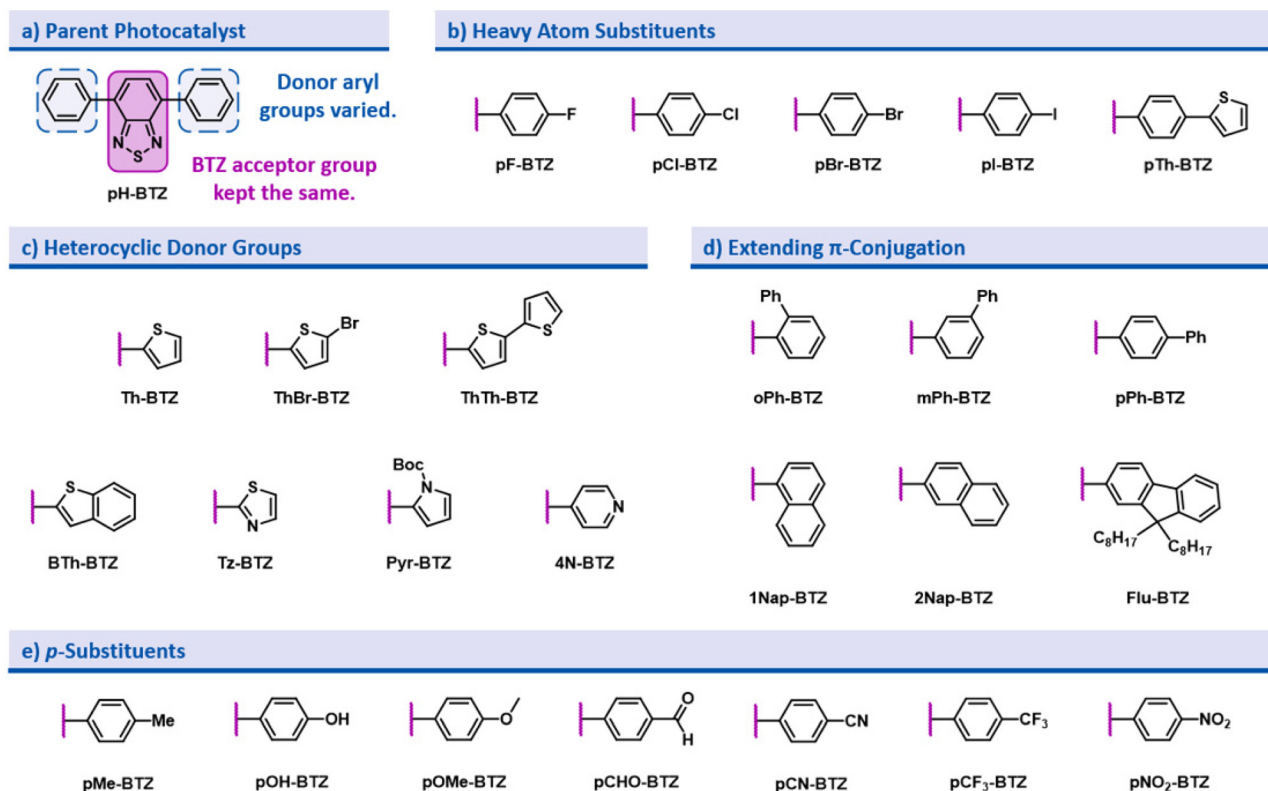 a) Parent Photocatalyst
N N
S
pH-BTZ
Donor aryl
groups varied.
BTZ acceptor group
kept the same.
b) Heavy Atom Substituents
F Cl Br I S
pF-BTZ pCl-BTZ pBr-BTZ pI-BTZ pTh-BTZ
c) Heterocyclic Donor Groups
S S Br S S
Th-BTZ ThBr-BTZ ThTh-BTZ
S S N Boc N N
BTh-BTZ Tz-BTZ Pyr-BTZ 4N-BTZ
d) Extending π-Conjugation
Ph Ph Ph
oPh-BTZ mPh-BTZ pPh-BTZ
C8H17 C8H17
1Nap-BTZ 2Nap-BTZ Flu-BTZ
e) p-Substituents
Me OH O O H CN CF3 NO2
pMe-BTZ pOH-BTZ pOMe-BTZ pCHO-BTZ pCN-BTZ pCF3-BTZ pNO2-BTZ